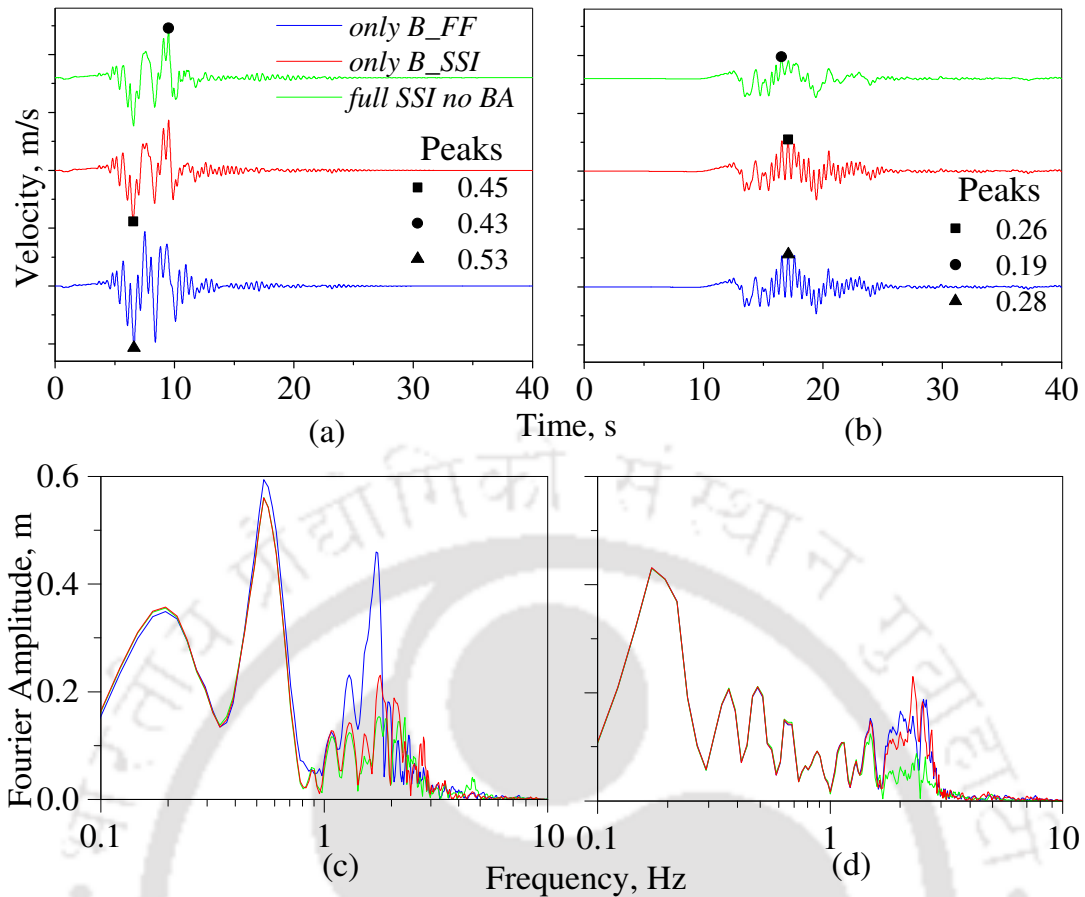 only B_FF
only B_SSI
full SSI no BA
Peaks
0.45
0.43
0.53
Velocity, m/s
0 10 20 30 40
(a)
Peaks
0.26
0.19
0.28
0 10 20 30 40
(b)
Time, s
Fourier Amplitude, m
0.6
0.4
0.2
0.0
0.1 1 10
(c)
0.1 1 10
(d)
Frequency, Hz